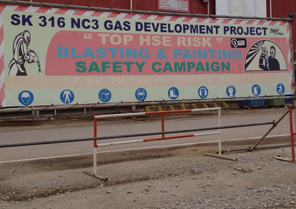 SK 316 NC3 GAS DEVELOPMENT PROJECT
" TOP HSE RISK "
BLASTING & PAINTING
SAFETY CAMPAIGN